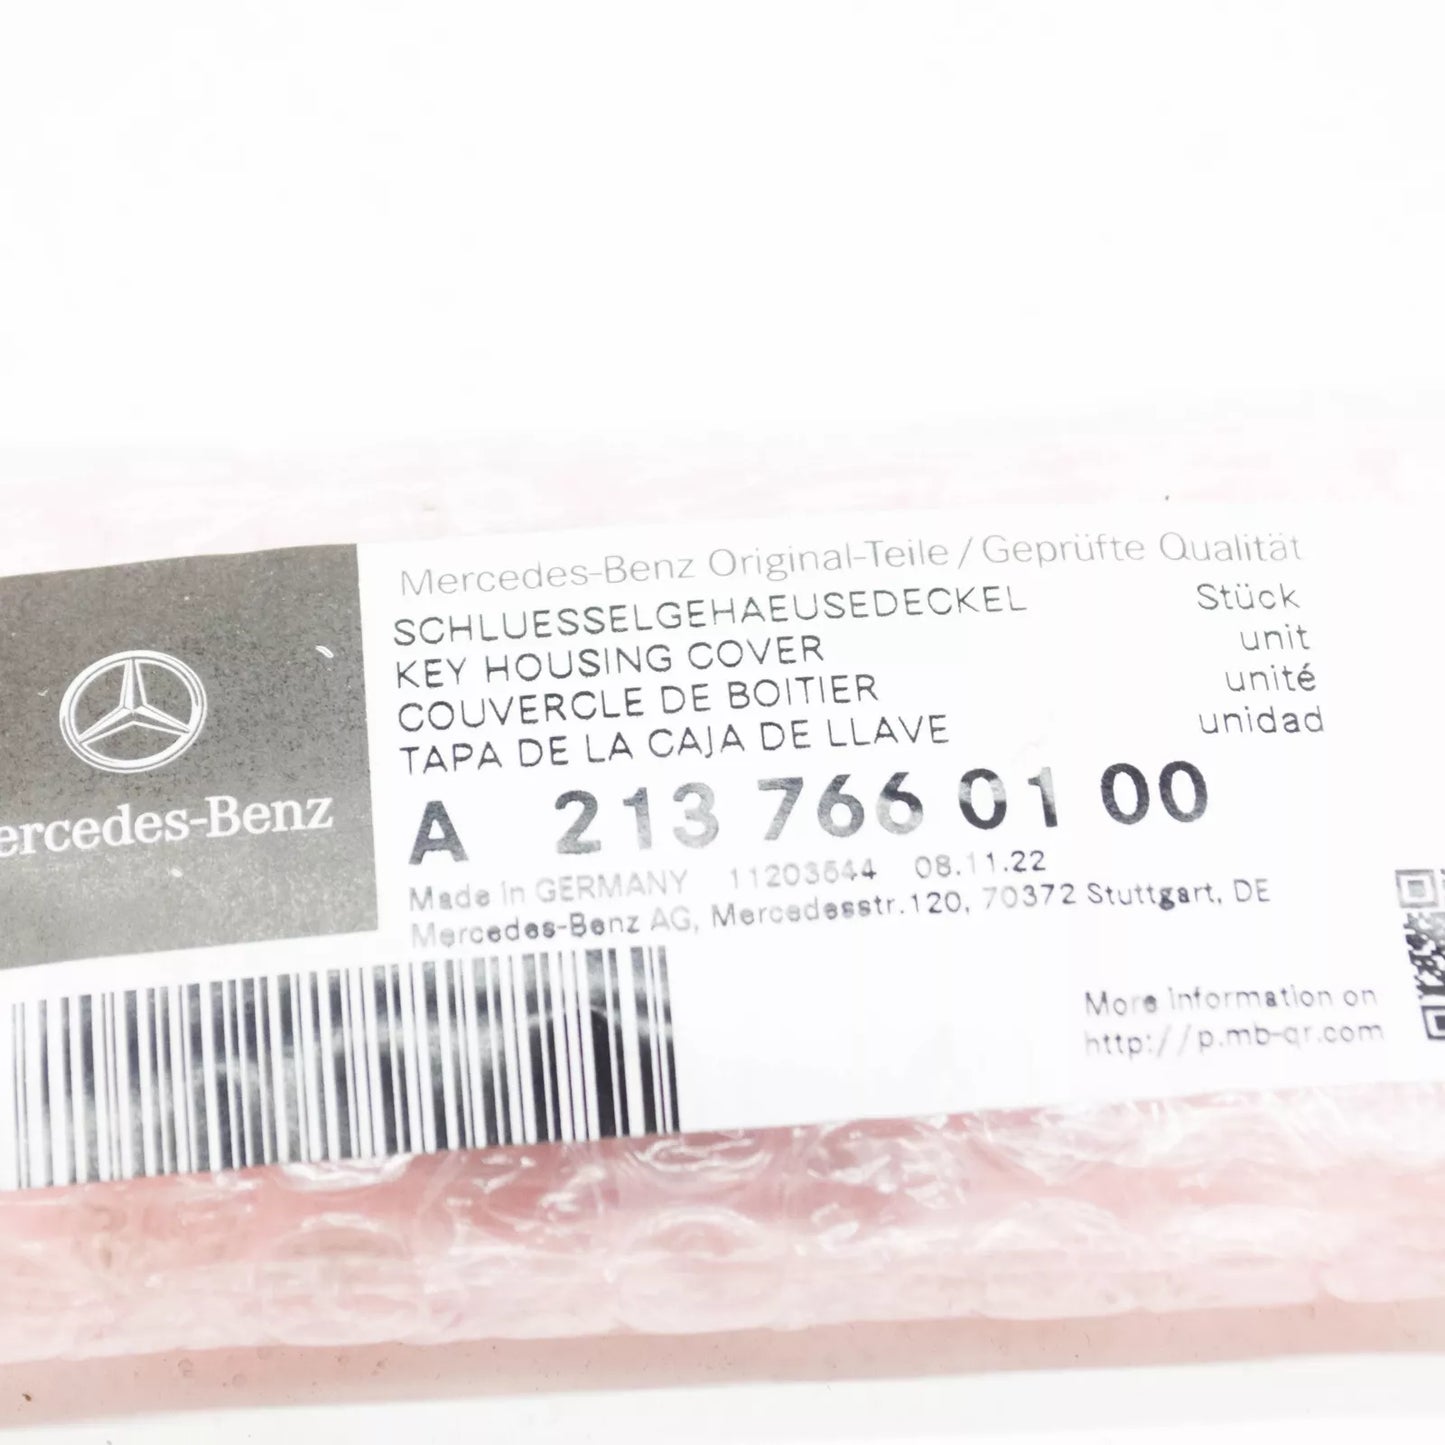 Mercedes-Benz Original-Teile / Geprüfte Qualität
SCHLUESSELGEHAEUSEDECKEL Stück
KEY HOUSING COVER unit
COUVERCLE DE BOITIER unité
TAPA DE LA CAJA DE LLAVE unidad
A 213 766 01 00
Made in GERMANY 11203544 08.11.22
Mercedes-Benz AG, Mercedesstr.120, 70372 Stuttgart, DE
More information on
http://p.mb-qr.com
ercedes-Benz